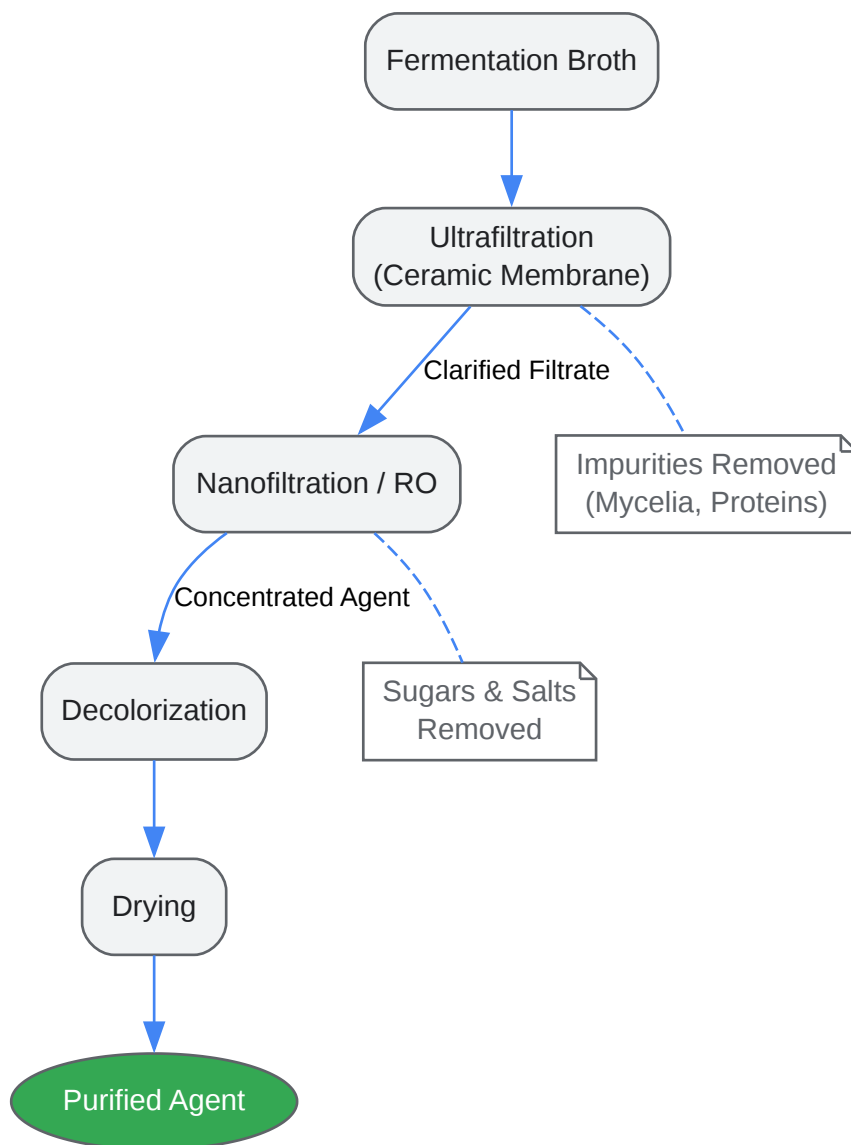 Fermentation Broth
Ultrafiltration
(Ceramic Membrane)
Clarified Filtrate
Nanofiltration / RO
Impurities Removed
(Mycelia, Proteins)
Concentrated Agent
Decolorization
Sugars & Salts
Removed
Drying
Purified Agent